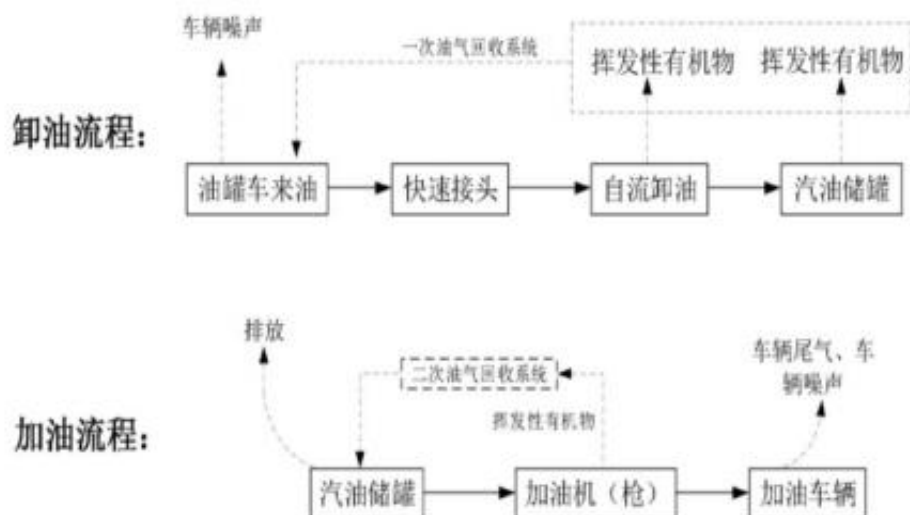 车辆噪声
一次油气回收系统
挥发性有机物
挥发性有机物
卸油流程：
油罐车来油
快速接头
自流卸油
汽油储罐
排放
二次油气回收系统
车辆尾气、车
辆噪声
挥发性有机物
加油流程：
汽油储罐
加油机（枪）
加油车辆